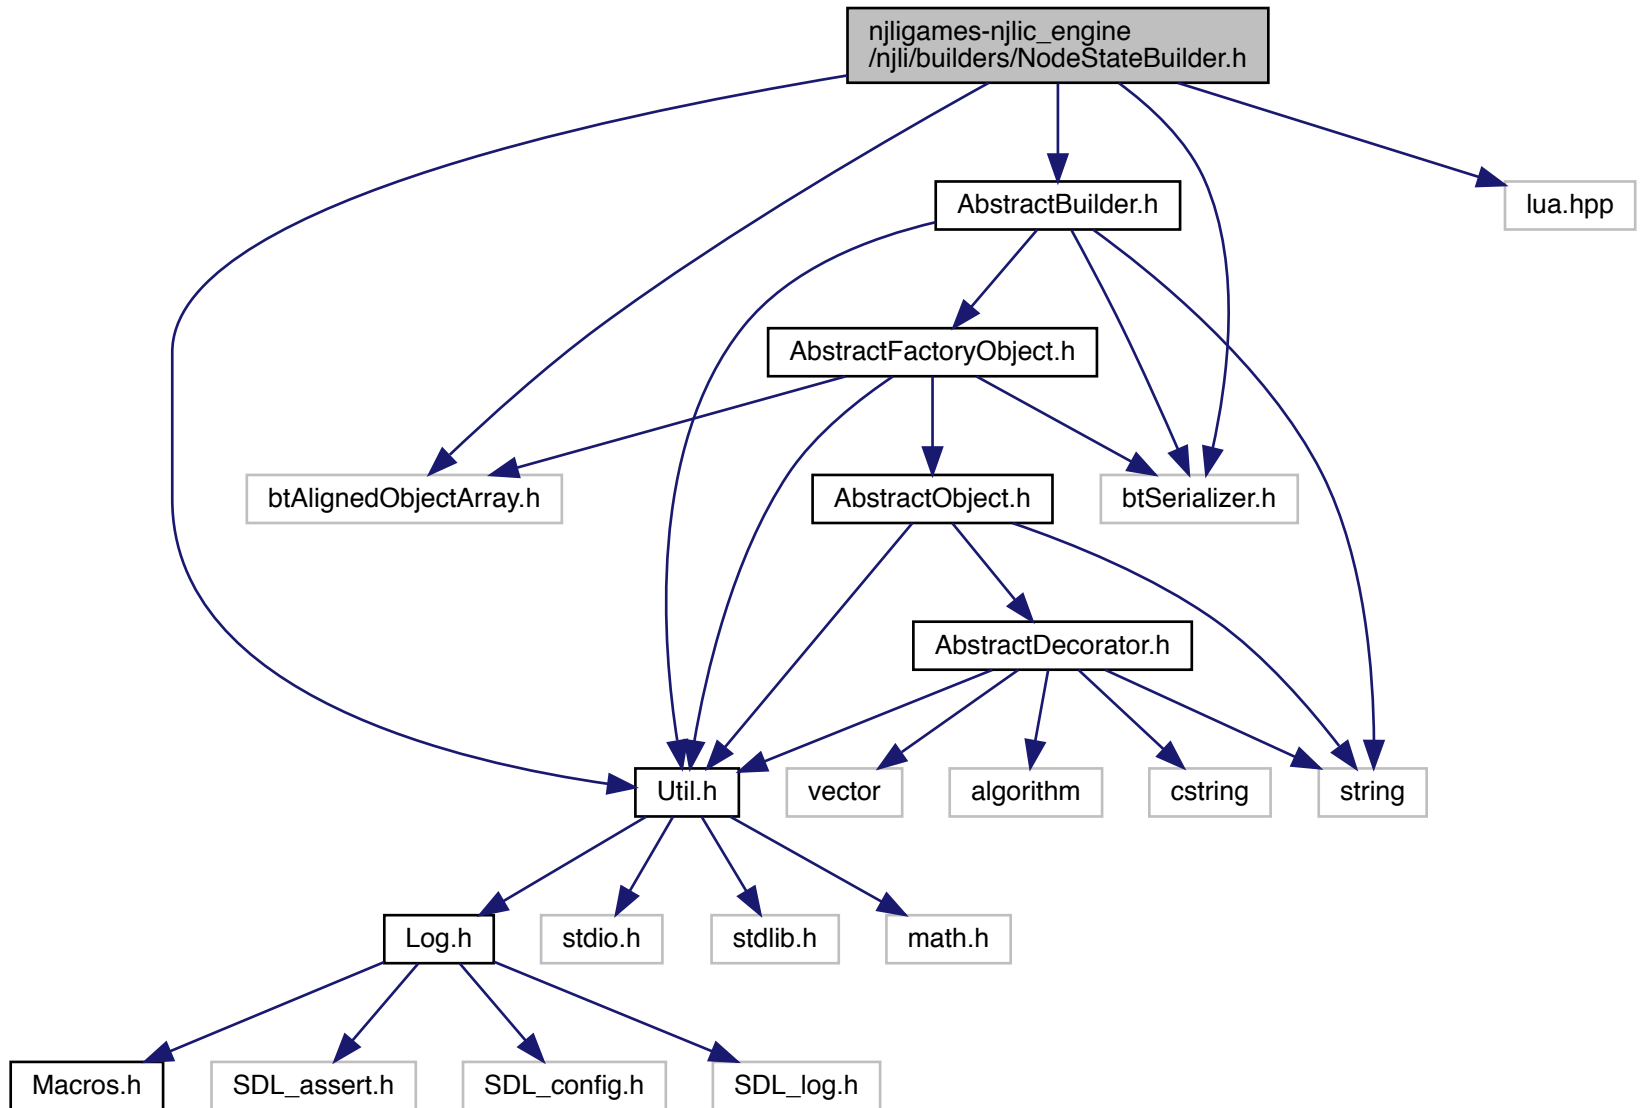 njligames-njlic_engine
/njli/builders/NodeStateBuilder.h
AbstractBuilder.h
lua.hpp
AbstractFactoryObject.h
btAlignedObjectArray.h
AbstractObject.h
btSerializer.h
AbstractDecorator.h
Util.h
vector
algorithm
cstring
string
Log.h
stdio.h
stdlib.h
math.h
Macros.h
SDL_assert.h
SDL_config.h
SDL_log.h